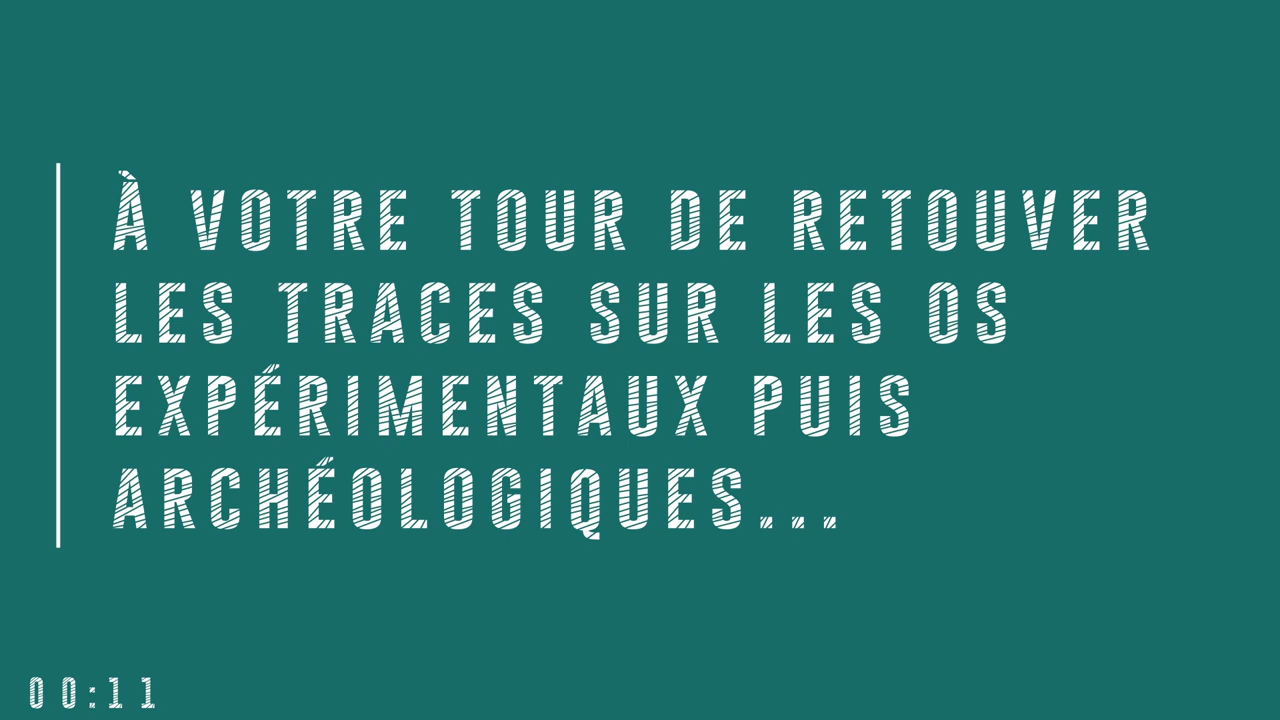 À VOTRE TOUR DE RETOUVER
LES TRACES SUR LES OS
EXPÉRIMENTAUX PUIS
ARCHÉOLOGIQUES...
00:11